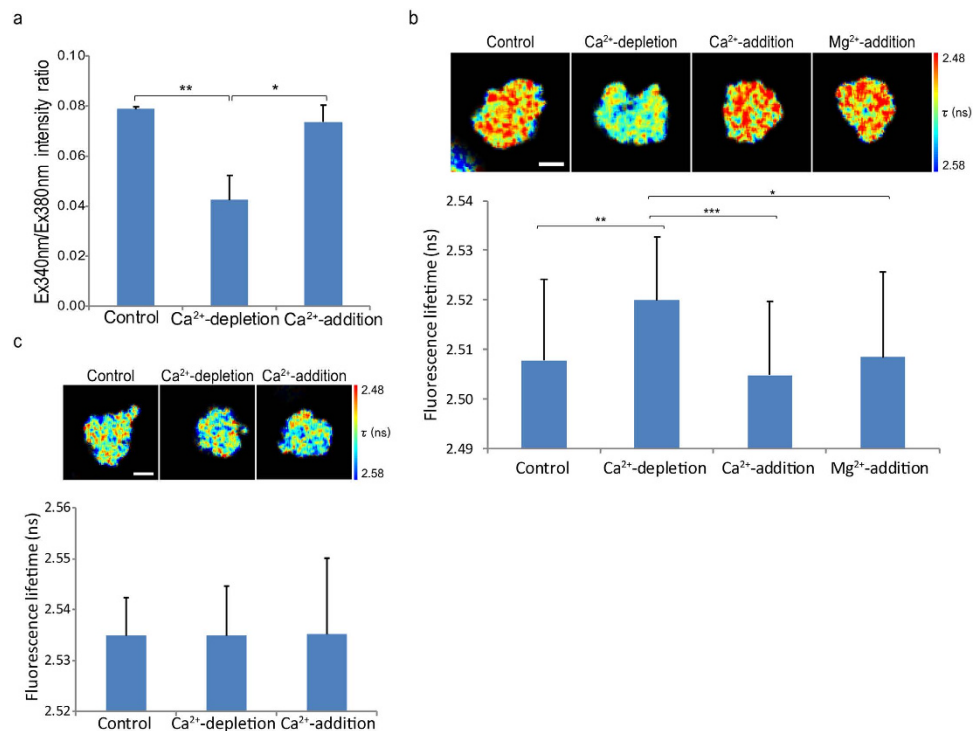 a
Ex340nm/Ex380nm intensity ratio
0.10
0.08
0.06
0.04
0.02
0.00
**
*
Control Ca²⁺-depletion Ca²⁺-addition
b
Control Ca²⁺-depletion Ca²⁺-addition Mg²⁺-addition
2.48
τ (ns)
2.58
Fluorescence lifetime (ns)
2.54
2.53
2.52
2.51
2.50
2.49
*
***
**
Control Ca²⁺-depletion Ca²⁺-addition Mg²⁺-addition
c
Control Ca²⁺-depletion Ca²⁺-addition
2.48
τ (ns)
2.58
Fluorescence lifetime (ns)
2.56
2.55
2.54
2.53
2.52
Control Ca²⁺-depletion Ca²⁺-addition